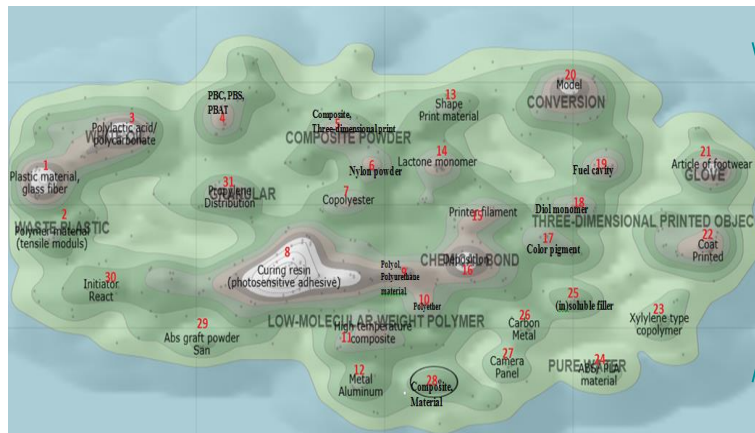 20
Model
CONVERSION
13
Shape
Print material
PBC, PBS,
PBAT
4
3
Polylactic acid/
polycarbonate
Composite,
Three-dimensional print
5
COMPOSITE POWDER
14
Lactone monomer
21
Article of footwear
GLOVE
19
Fuel cavity
6
Nylon powder
1
Plastic material,
glass fiber
31
Propylene
Distribution
GRANULAR
7
Copolyester
Printer filament
15
18
Diol monomer
THREE-DIMENSIONAL PRINTED OBJEC
2
WASTE PLASTIC
Polymer material
(tensile moduls)
17
Color pigment
22
Coat
Printed
8
Curing resin
(photosensitive adhesive)
Polyol,
Polyurethane
material
9
CHEMICAL BOND
Deposition
16
30
Initiator
React
10
Polyether
25
(in)soluble filler
23
Xylylene type
copolymer
29
Abs graft powder
San
LOW-MOLECULAR-WEIGHT POLYMER
High temperature
composite
11
26
Carbon
Metal
27
Camera
Panel
PURE WATER
24
ABS/ PLA
material
12
Metal
Aluminum
28
Composite,
Material